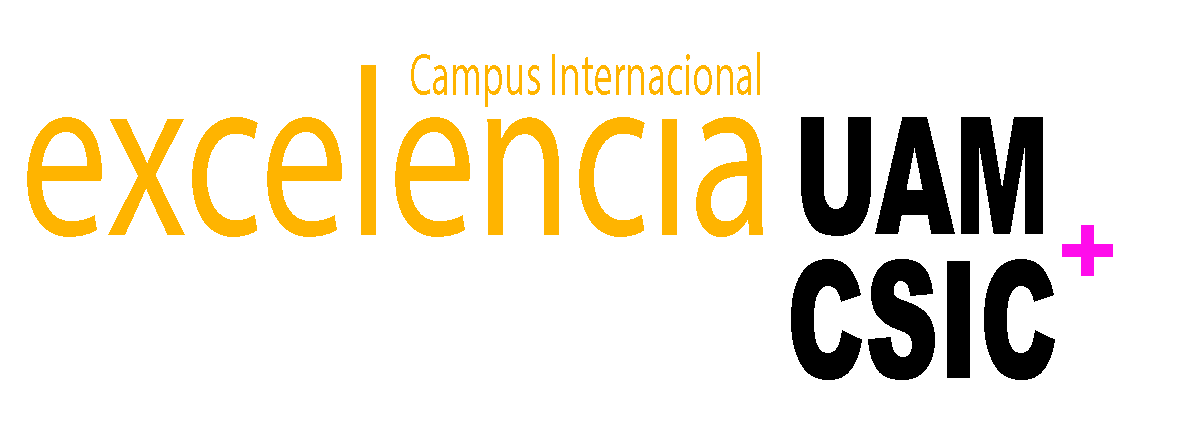 Campus Internacional
excelencia UAM
CSIC+